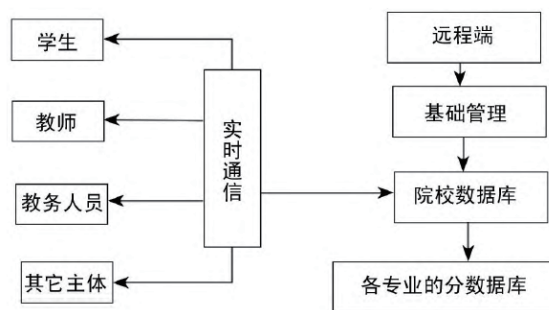 学生
教师
教务人员
其它主体
实时通信
远程端
基础管理
院校数据库
各专业的分数据库